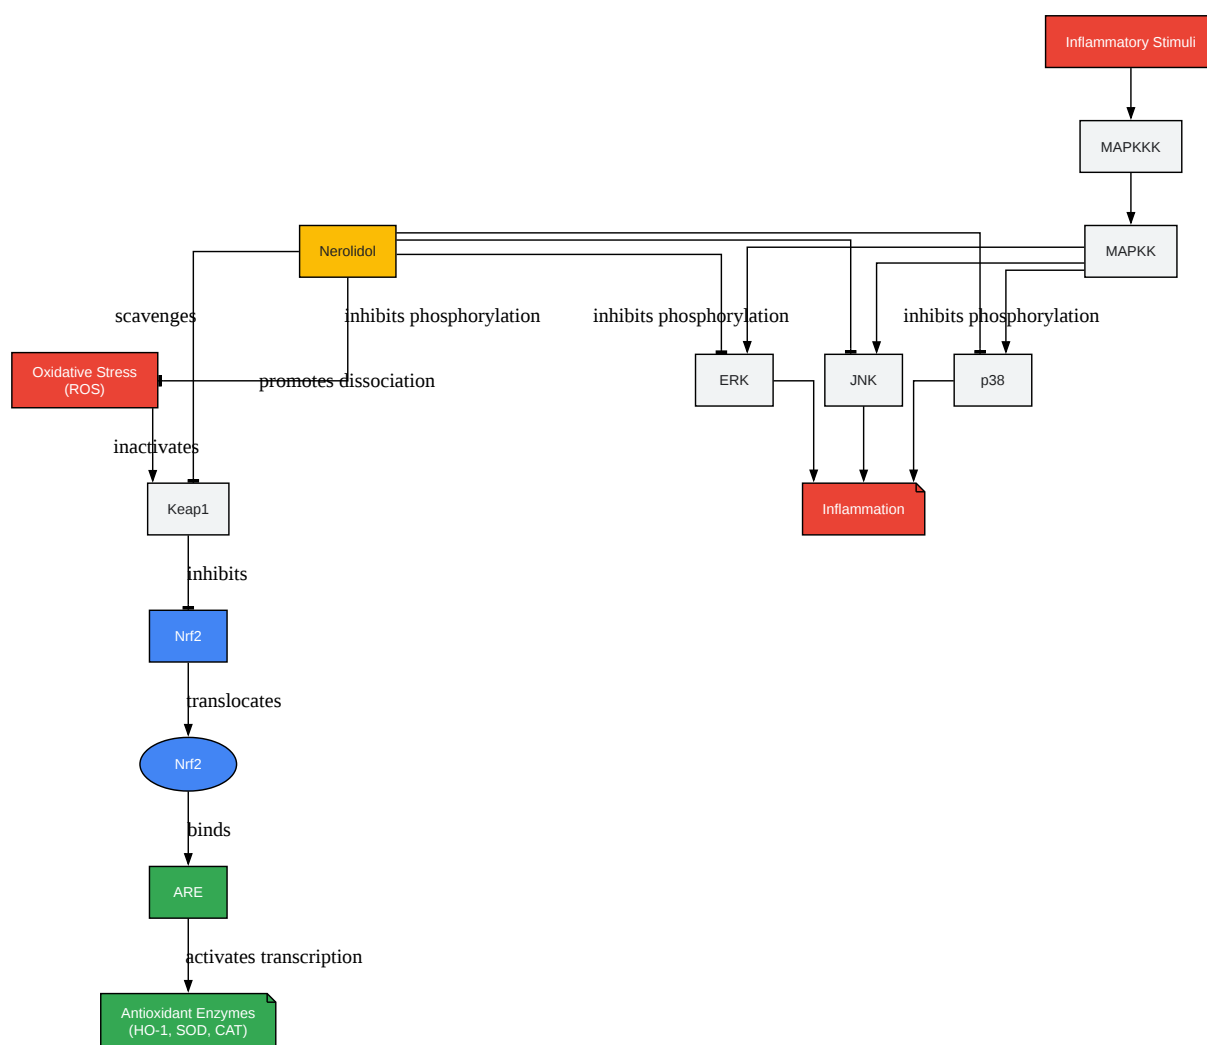 Inflammatory Stimuli
MAPKKK
Nerolidol
MAPKK
scavenges
inhibits phosphorylation
inhibits phosphorylation
inhibits phosphorylation
Oxidative Stress
(ROS)
promotes dissociation
ERK
JNK
p38
inactivates
Keap1
Inflammation
inhibits
Nrf2
translocates
Nrf2
binds
ARE
activates transcription
Antioxidant Enzymes
(HO-1, SOD, CAT)